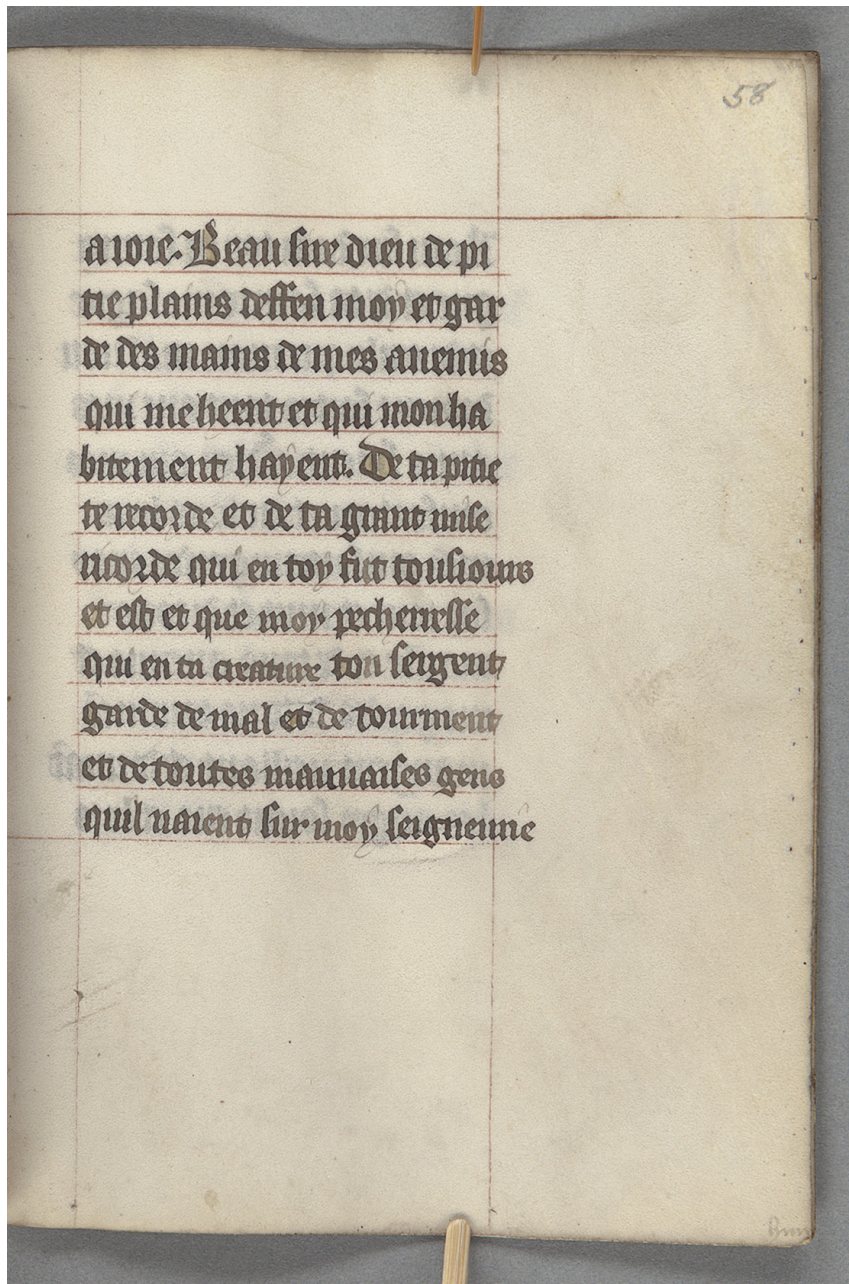 58
a ioie. Beau sire dieu de pi
tie plains deffen moy et gar
de des mains de mes anemis
qui me heent et qui mon ha
bitement hayent. De ta pitie
te recorde et de ta grant mise
ricorde qui en toy fut tousiours
et est et que moy pecherresse
qui en ta creature ton sergent
garde de mal et de tourment
et de toutes mauuaises gens
quil naient sur moy seigneurie